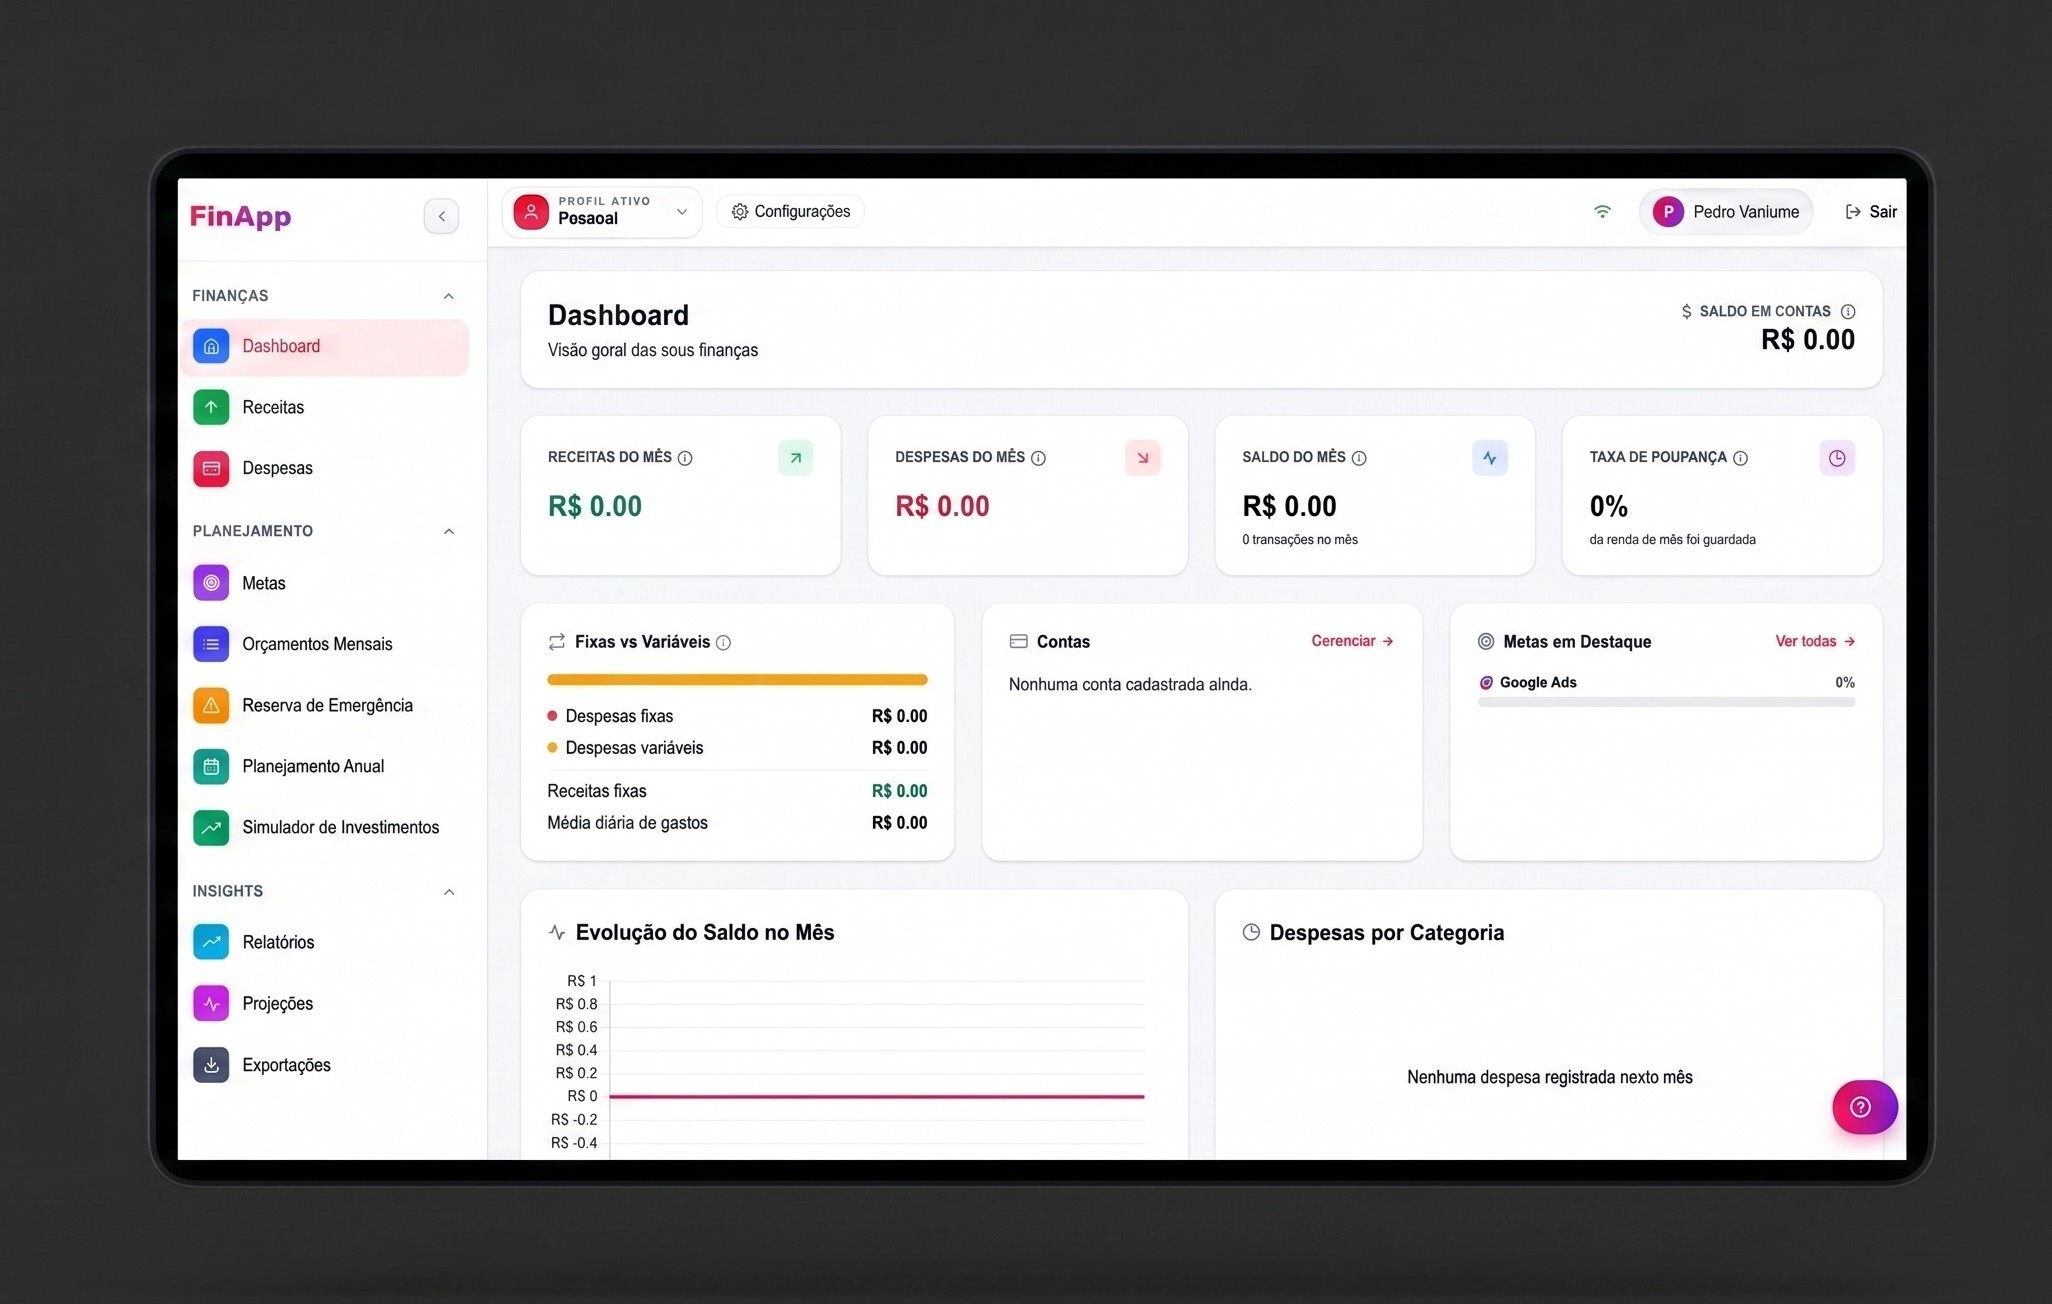 FinApp
FINANÇAS
Dashboard
Receitas
Despesas
PLANEJAMENTO
Metas
Orçamentos Mensais
Reserva de Emergência
Planejamento Anual
Simulador de Investimentos
INSIGHTS
Relatórios
Projeções
Exportações
PROFIL ATIVO
Posaoal
Configurações
P Pedro Vanlume
Sair
Dashboard
Visão goral das sous finanças
$ SALDO EM CONTAS
R$ 0.00
RECEITAS DO MÊS
R$ 0.00
DESPESAS DO MÊS
R$ 0.00
SALDO DO MÊS
R$ 0.00
0 transações no mês
TAXA DE POUPANÇA
0%
da renda de mês foi guardada
Fixas vs Variáveis
Despesas fixas R$ 0.00
Despesas variáveis R$ 0.00
Receitas fixas R$ 0.00
Média diária de gastos R$ 0.00
Contas
Gerenciar →
Nonhuma conta cadastrada alnda.
Metas em Destaque
Ver todas →
Google Ads 0%
Evolução do Saldo no Mês
R$ 1
R$ 0.8
R$ 0.6
R$ 0.4
R$ 0.2
R$ 0
R$ -0.2
R$ -0.4
Despesas por Categoria
Nenhuma despesa registrada nexto mês